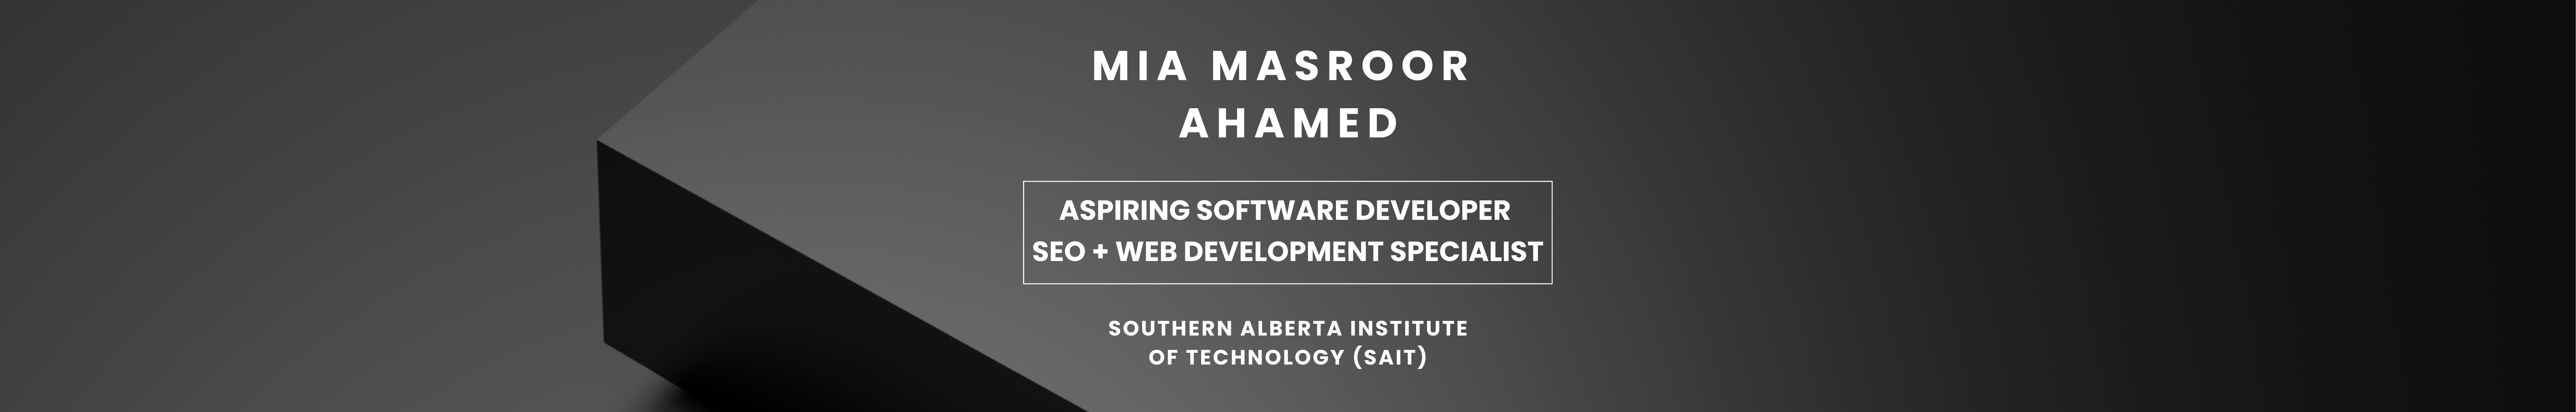 MIA MASROOR
AHAMED
ASPIRING SOFTWARE DEVELOPER
SEO + WEB DEVELOPMENT SPECIALIST
SOUTHERN ALBERTA INSTITUTE
OF TECHNOLOGY (SAIT)